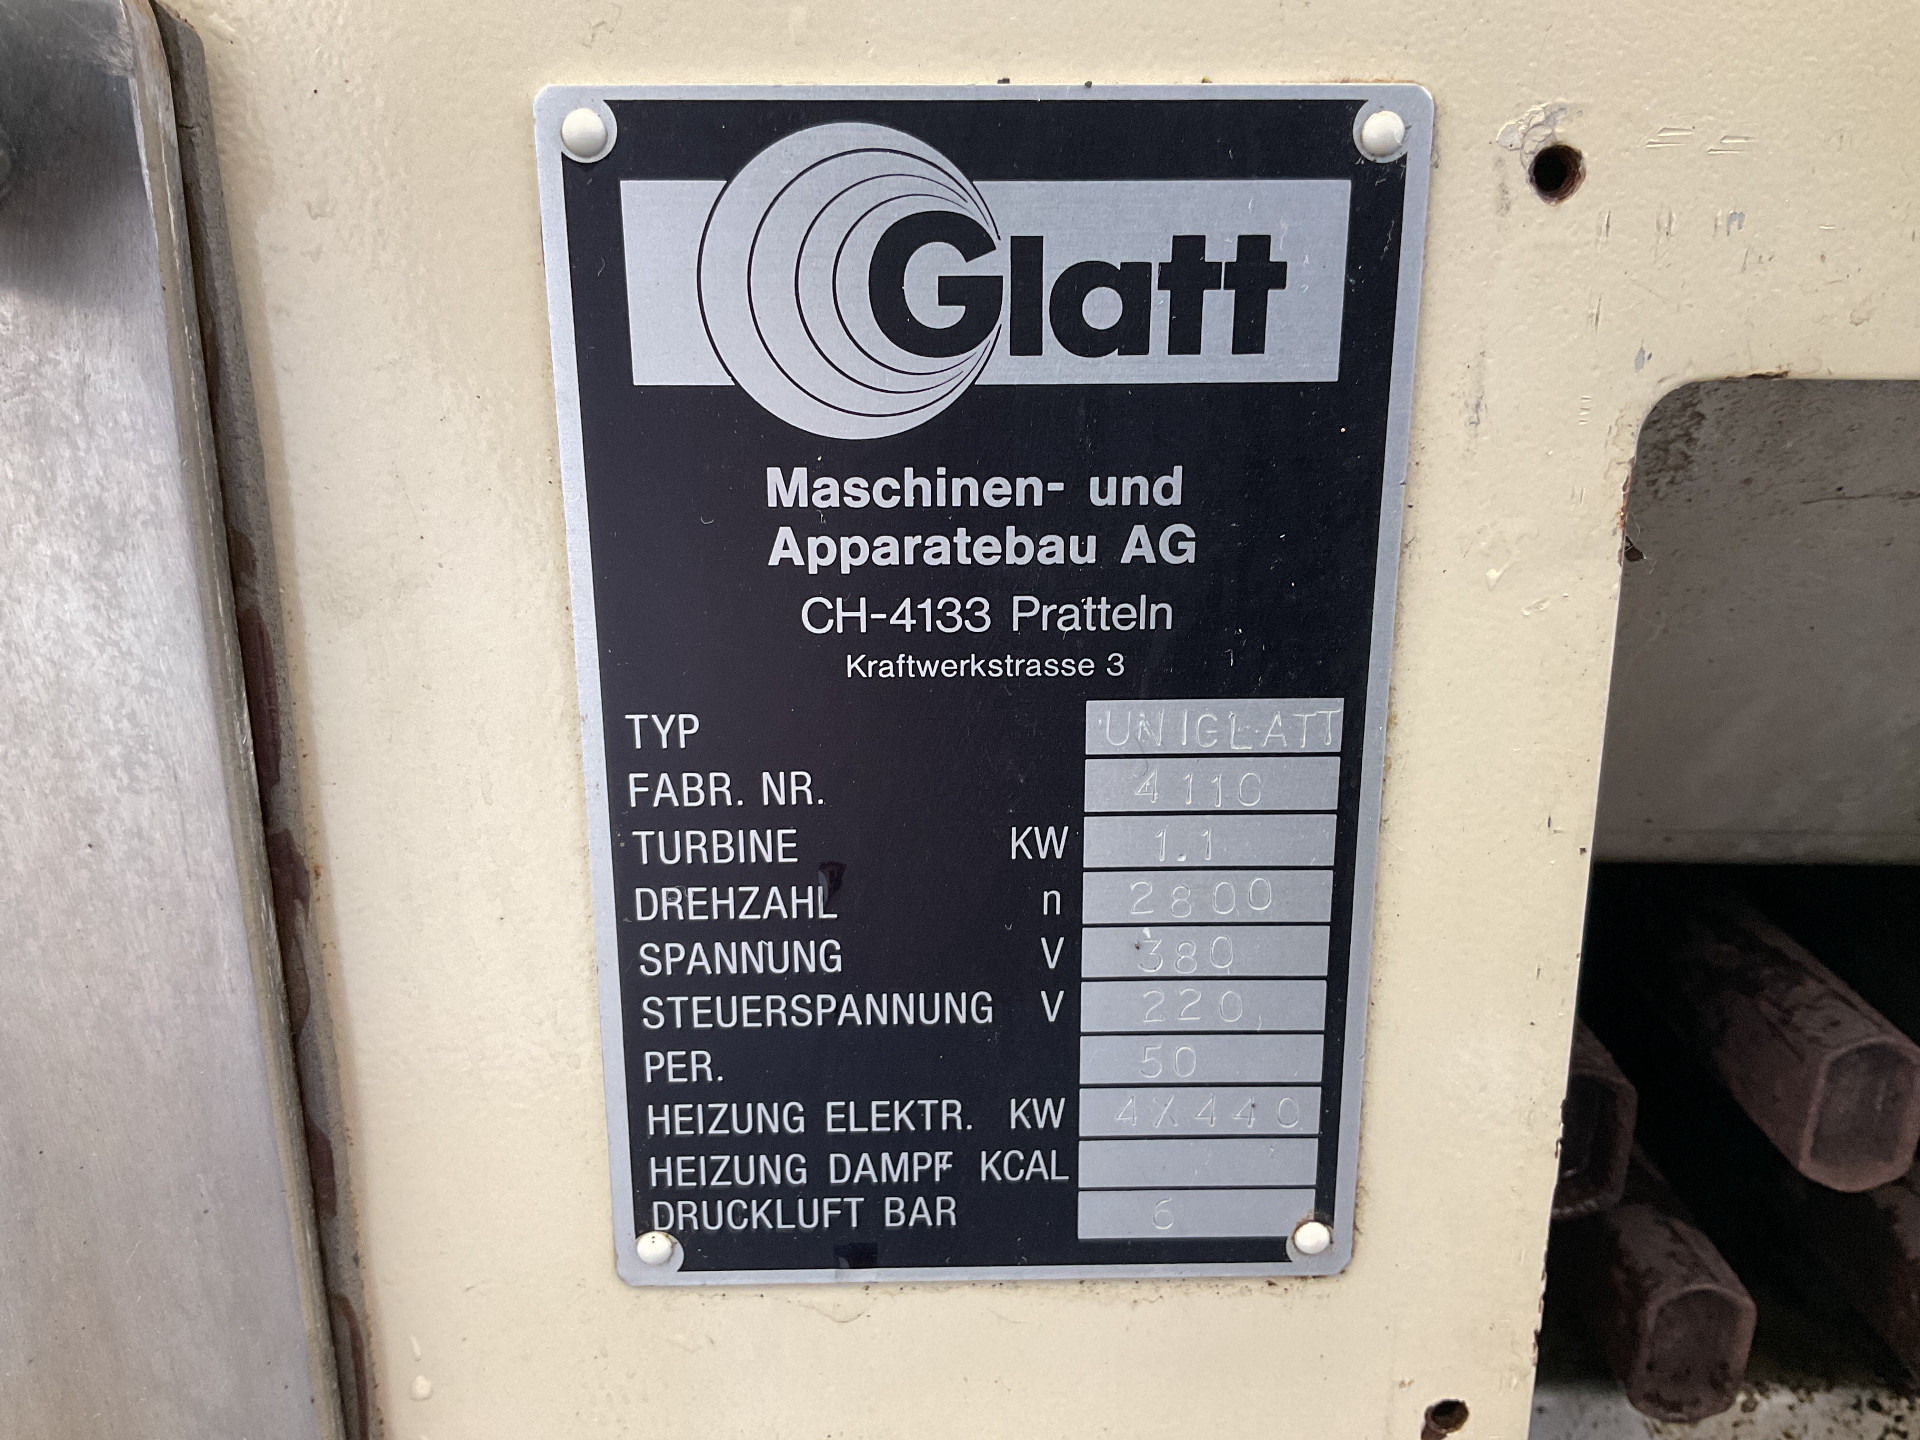 Glatt
Maschinen- und
Apparatebau AG
CH-4133 Pratteln
Kraftwerkstrasse 3
TYP UNIGLATT
FABR. NR. 4110
TURBINE KW 1.1
DREHZAHL n 2800
SPANNUNG V 380
STEUERSPANNUNG V 220
PER. 50
HEIZUNG ELEKTR. KW 4X440
HEIZUNG DAMPF KCAL
DRUCKLUFT BAR 6